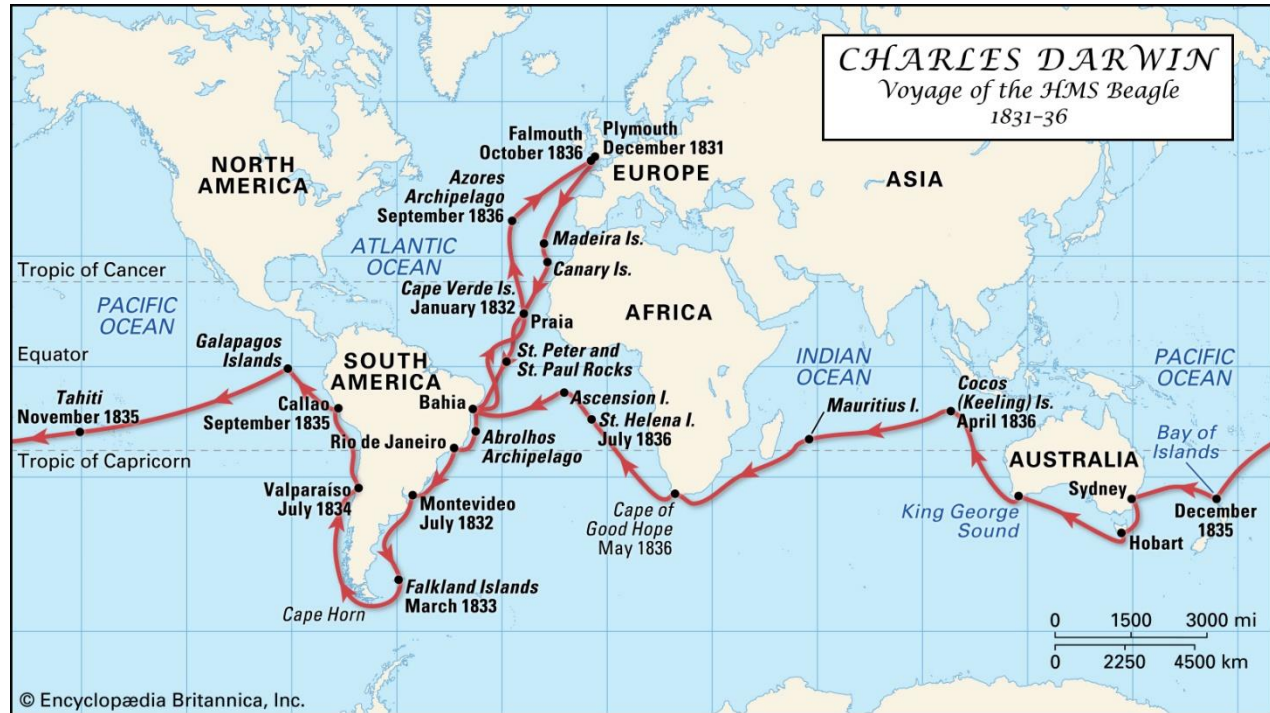 CHARLES DARWIN
Voyage of the HMS Beagle
1831–36
NORTH
AMERICA
Falmouth
October 1836
Plymouth
December 1831
EUROPE
ASIA
Azores
Archipelago
September 1836
ATLANTIC
OCEAN
Madeira Is.
Canary Is.
Tropic of Cancer
PACIFIC
OCEAN
Cape Verde Is.
January 1832
Praia
AFRICA
Equator
Galapagos
Islands
SOUTH
AMERICA
St. Peter and
St. Paul Rocks
INDIAN
OCEAN
PACIFIC
OCEAN
Tahiti
November 1835
Callao
September 1835
Bahia
Ascension I.
St. Helena I.
July 1836
Mauritius I.
Cocos
(Keeling) Is.
April 1836
Rio de Janeiro
Abrolhos
Archipelago
Bay of
Islands
Tropic of Capricorn
AUSTRALIA
Valparaíso
July 1834
Montevideo
July 1832
Cape of
Good Hope
May 1836
King George
Sound
Sydney
December
1835
Hobart
Falkland Islands
March 1833
Cape Horn
0 1500 3000 mi
0 2250 4500 km
© Encyclopædia Britannica, Inc.